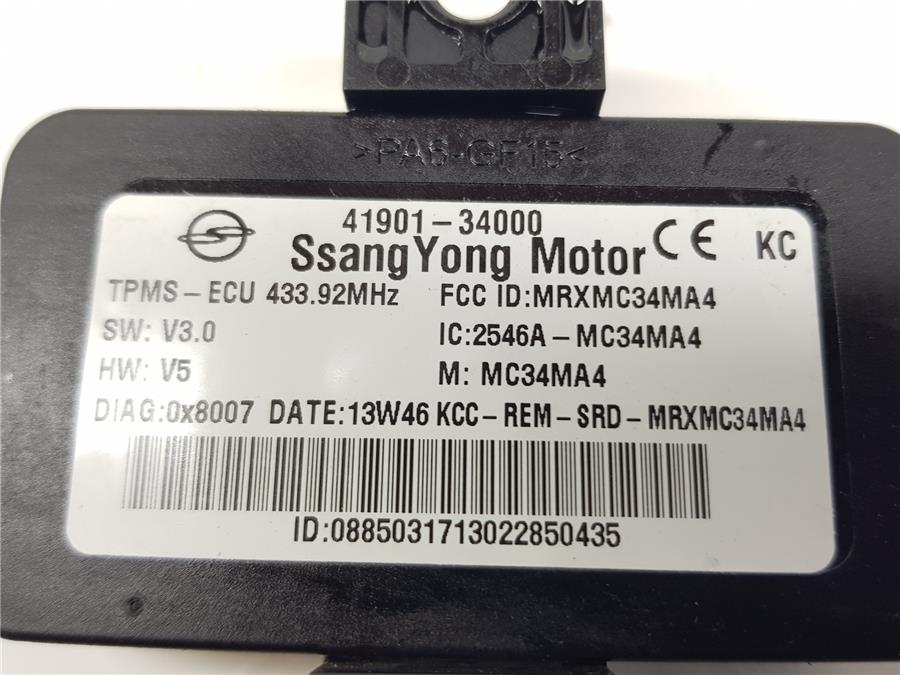 >PA6-GF15<
41901-34000
SsangYong Motor CE KC
TPMS-ECU 433.92MHz FCC ID:MRXMC34MA4
SW: V3.0 IC:2546A-MC34MA4
HW: V5 M: MC34MA4
DIAG:0x8007 DATE:13W46 KCC-REM-SRD-MRXMC34MA4
ID:0885031713022850435